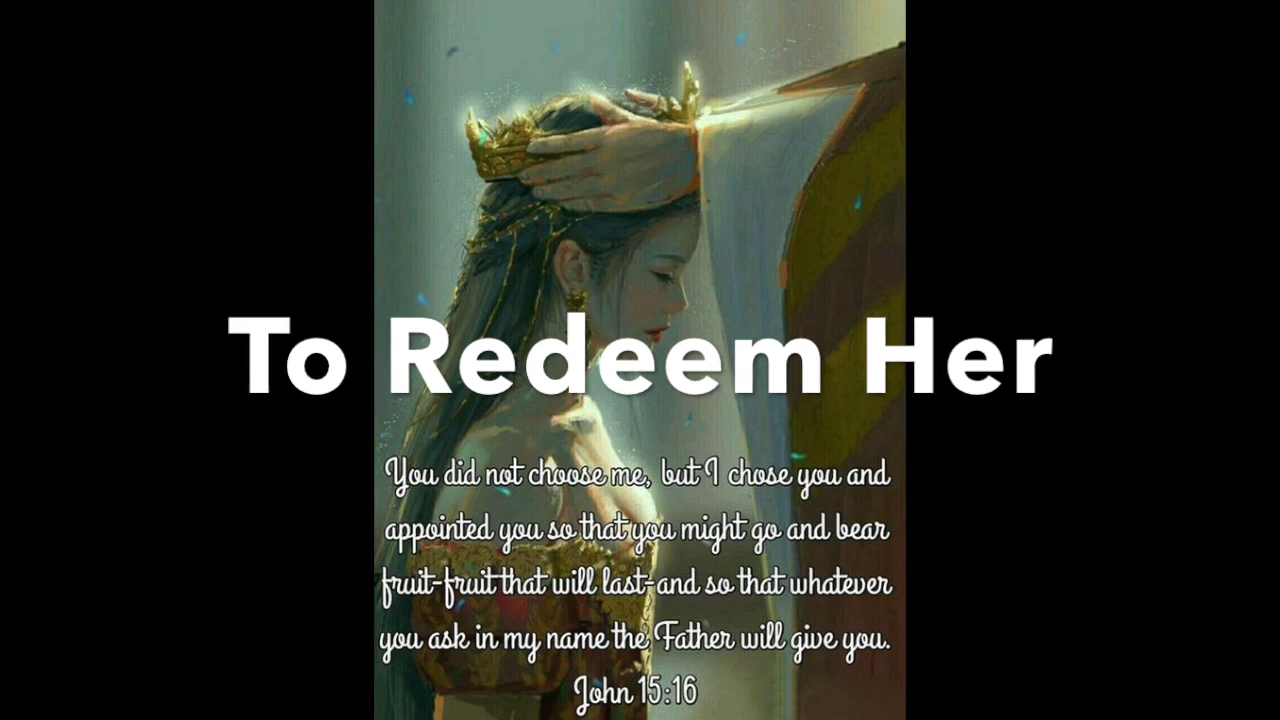 To Redeem Her
You did not choose me, but I chose you and
appointed you so that you might go and bear
fruit-fruit that will last-and so that whatever
you ask in my name the Father will give you.
John 15:16